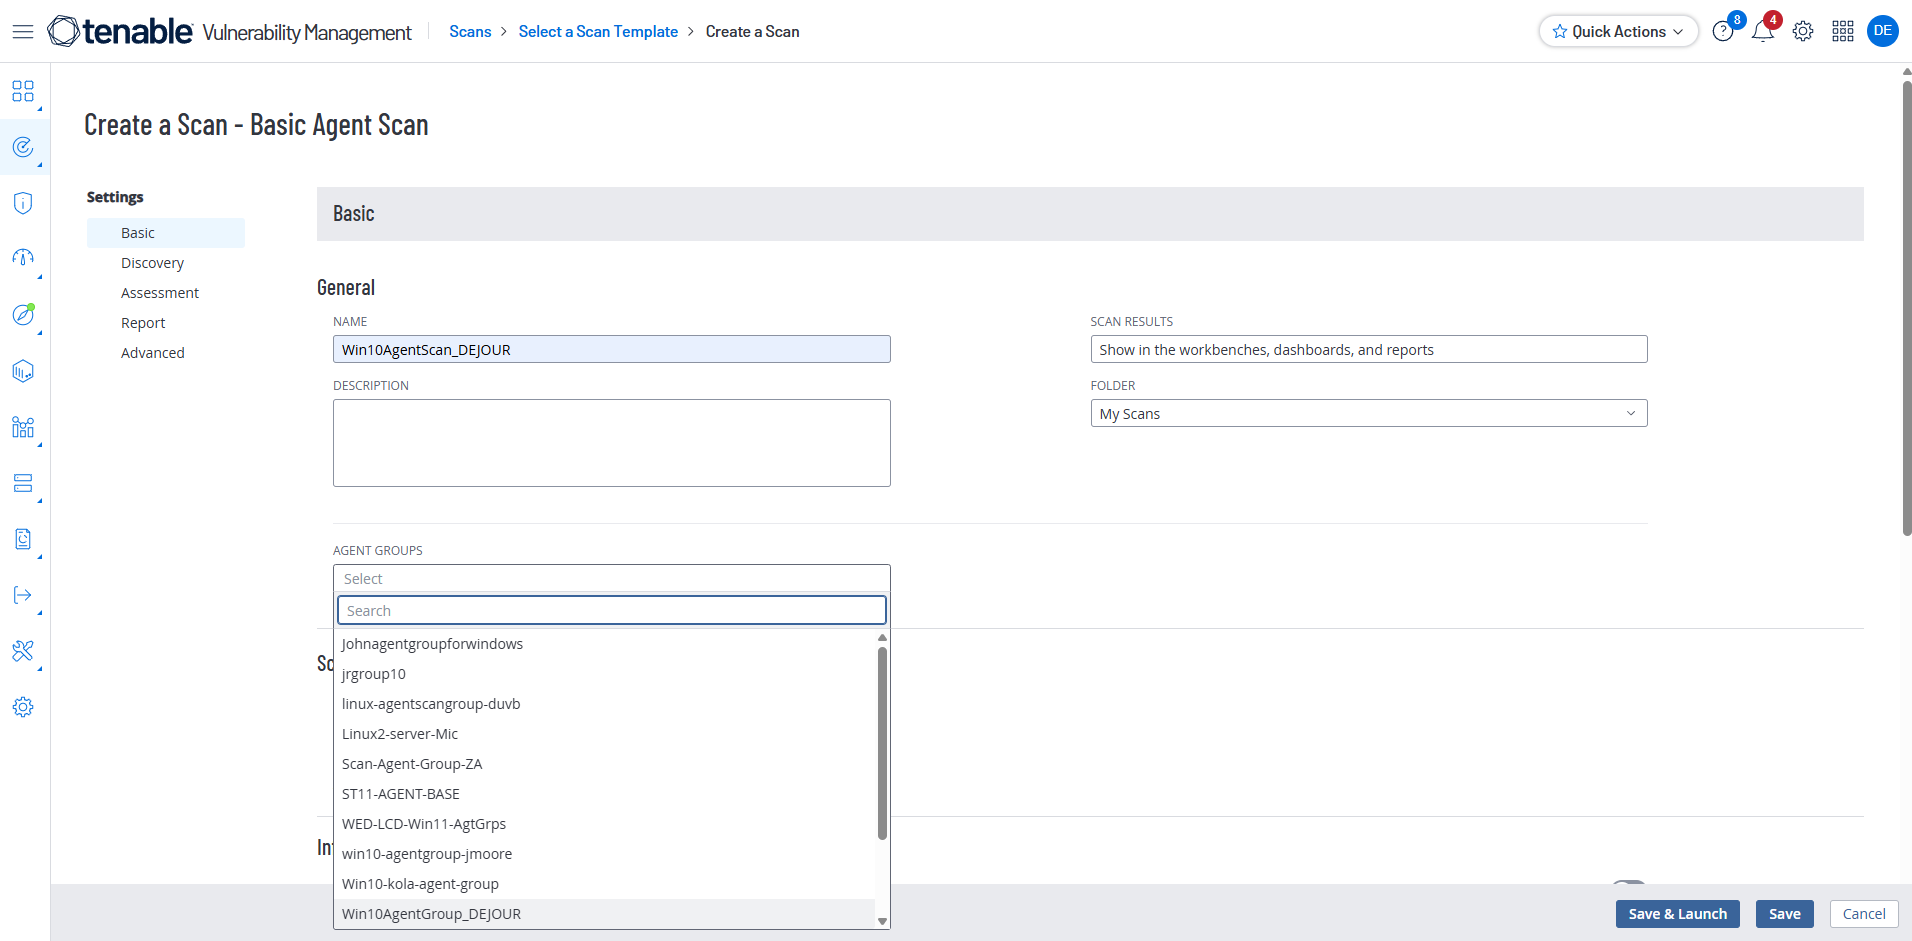 tenable Vulnerability Management
Scans > Select a Scan Template > Create a Scan
Quick Actions
8
4
DE
Create a Scan - Basic Agent Scan
Settings
Basic
Discovery
Assessment
Report
Advanced
Basic
General
NAME
Win10AgentScan_DEJOUR
SCAN RESULTS
Show in the workbenches, dashboards, and reports
DESCRIPTION
FOLDER
My Scans
AGENT GROUPS
Select
Search
Johnagentgroupforwindows
jrgroup10
linux-agentscangroup-duvb
Linux2-server-Mic
Scan-Agent-Group-ZA
ST11-AGENT-BASE
WED-LCD-Win11-AgtGrps
win10-agentgroup-jmoore
Win10-kola-agent-group
Win10AgentGroup_DEJOUR
Save & Launch
Save
Cancel